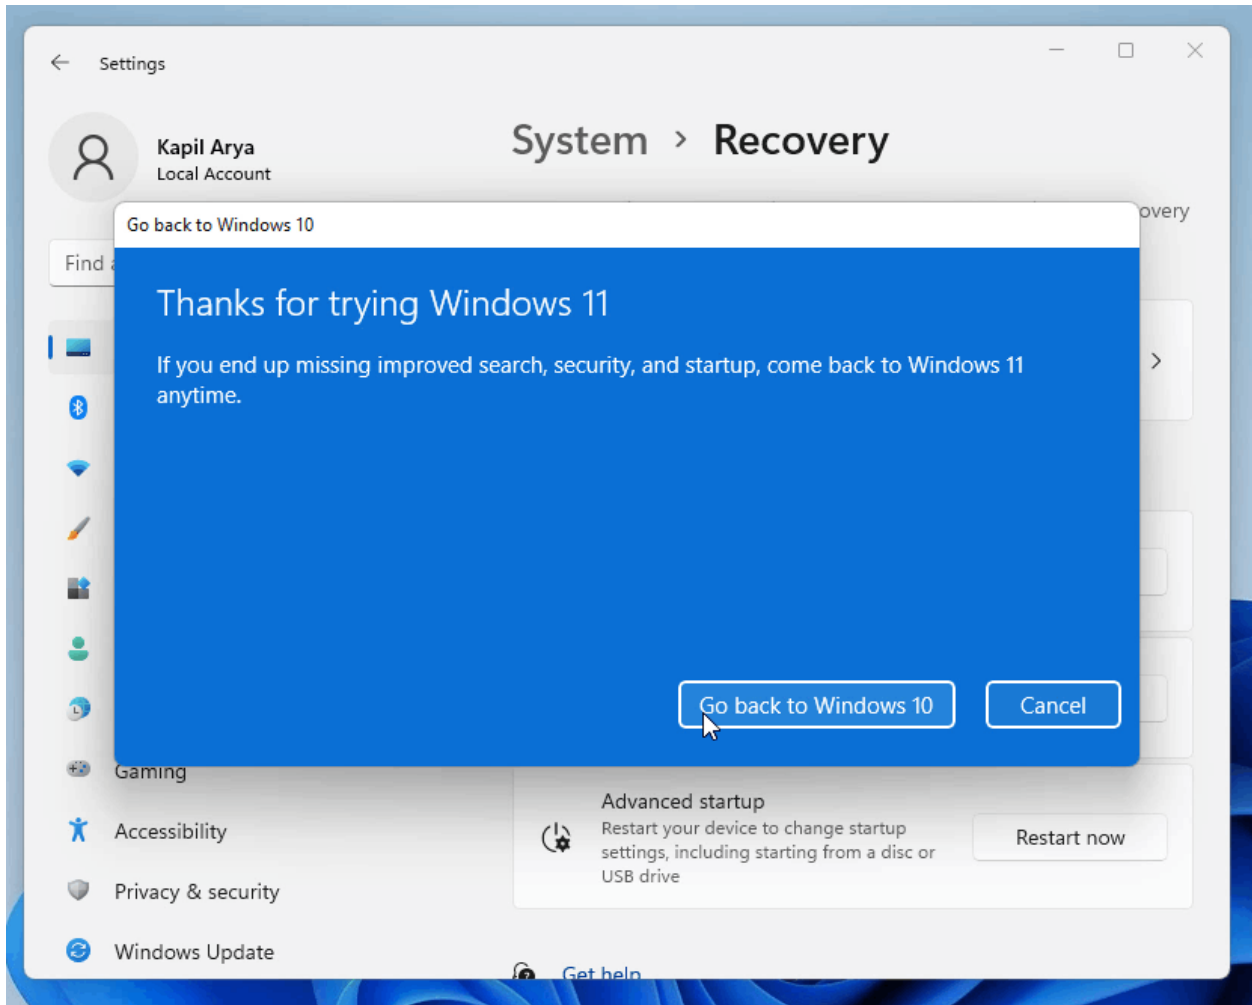 Settings
Kapil Arya
Local Account
System > Recovery
overy
Go back to Windows 10
Find
Thanks for trying Windows 11
If you end up missing improved search, security, and startup, come back to Windows 11
anytime.
Go back to Windows 10
Cancel
Gaming
Accessibility
Privacy & security
Windows Update
Advanced startup
Restart your device to change startup
settings, including starting from a disc or
USB drive
Restart now
Get help